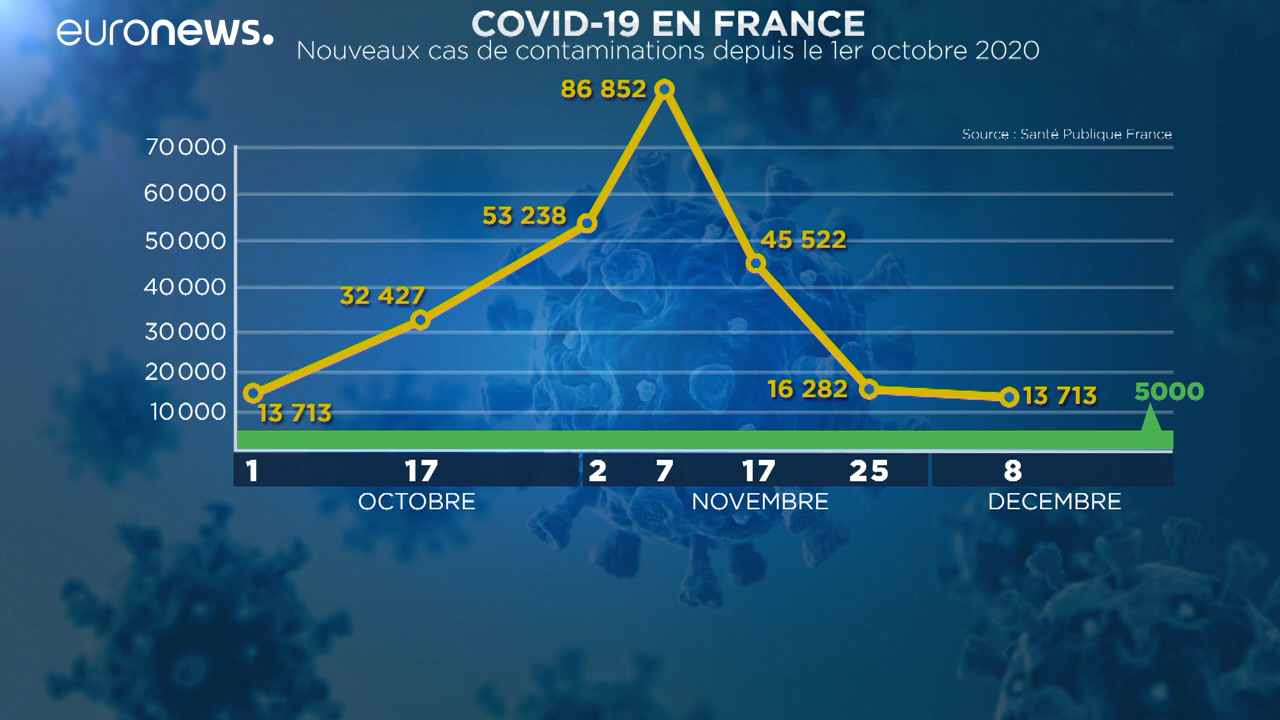 euronews.
COVID-19 EN FRANCE
Nouveaux cas de contaminations depuis le 1er octobre 2020
Source : Santé Publique France
86 852
70 000
60 000
53 238
50 000
45 522
40 000
32 427
30 000
20 000
16 282
13 713
5000
10 000
13 713
1 17 2 7 17 25 8
OCTOBRE NOVEMBRE DECEMBRE